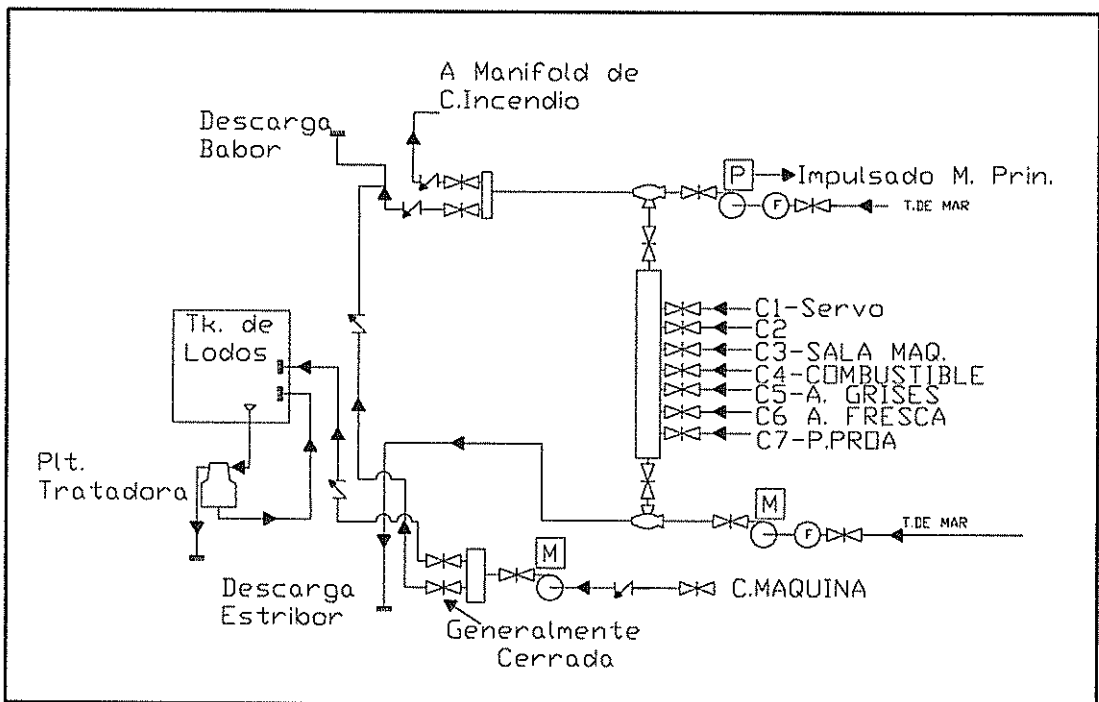 A Manifold de
C.Incendio
Descarga
Babor
P
Impulsado M. Prin.
F
T.DE MAR
Tk. de
Lodos
C1-Servo
C2
C3-SALA MAQ.
C4-COMBUSTIBLE
C5-A. GRISES
C6 A. FRESCA
C7-P.PROA
Plt.
Tratadora
M
F
T.DE MAR
M
C.MAQUINA
Descarga
Estribor
Generalmente
Cerrada